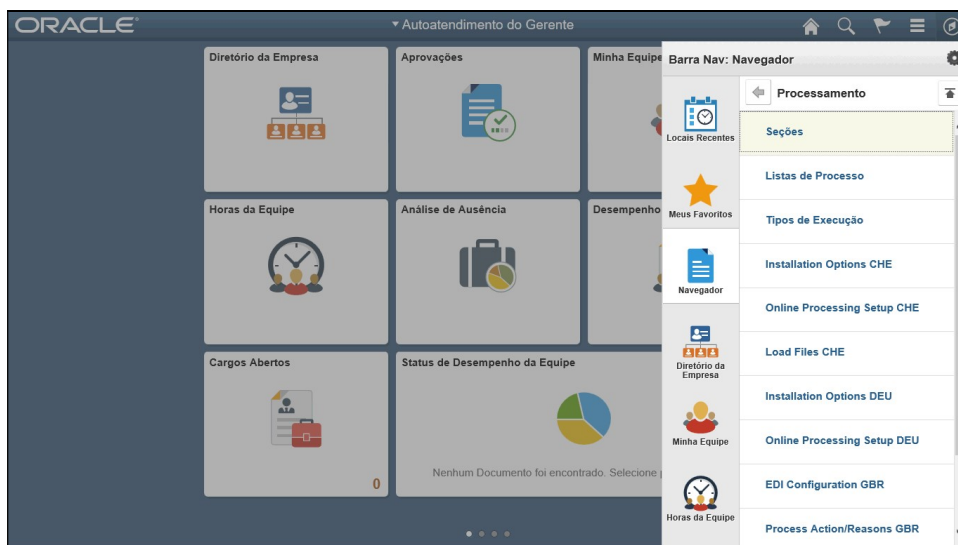 ORACLE
Autoatendimento do Gerente
Diretório da Empresa
Aprovações
Minha Equipe
Horas da Equipe
Análise de Ausência
Desempenho
Cargos Abertos
0
Status de Desempenho da Equipe
Nenhum Documento foi encontrado. Selecione
Barra Nav: Navegador
Locais Recentes
Meus Favoritos
Navegador
Diretório da
Empresa
Minha Equipe
Horas da Equipe
Processamento
Seções
Listas de Processo
Tipos de Execução
Installation Options CHE
Online Processing Setup CHE
Load Files CHE
Installation Options DEU
Online Processing Setup DEU
EDI Configuration GBR
Process Action/Reasons GBR